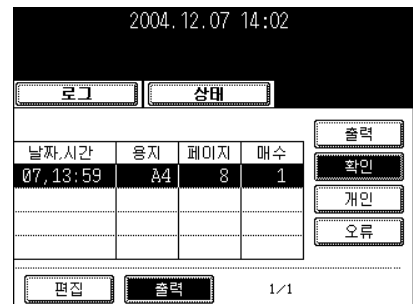 2004.12.07 14:02
로그 상태
출력
날짜,시간 용지 페이지 매수
확인
07,13:59 A4 8 1
개인
오류
편집 출력 1/1